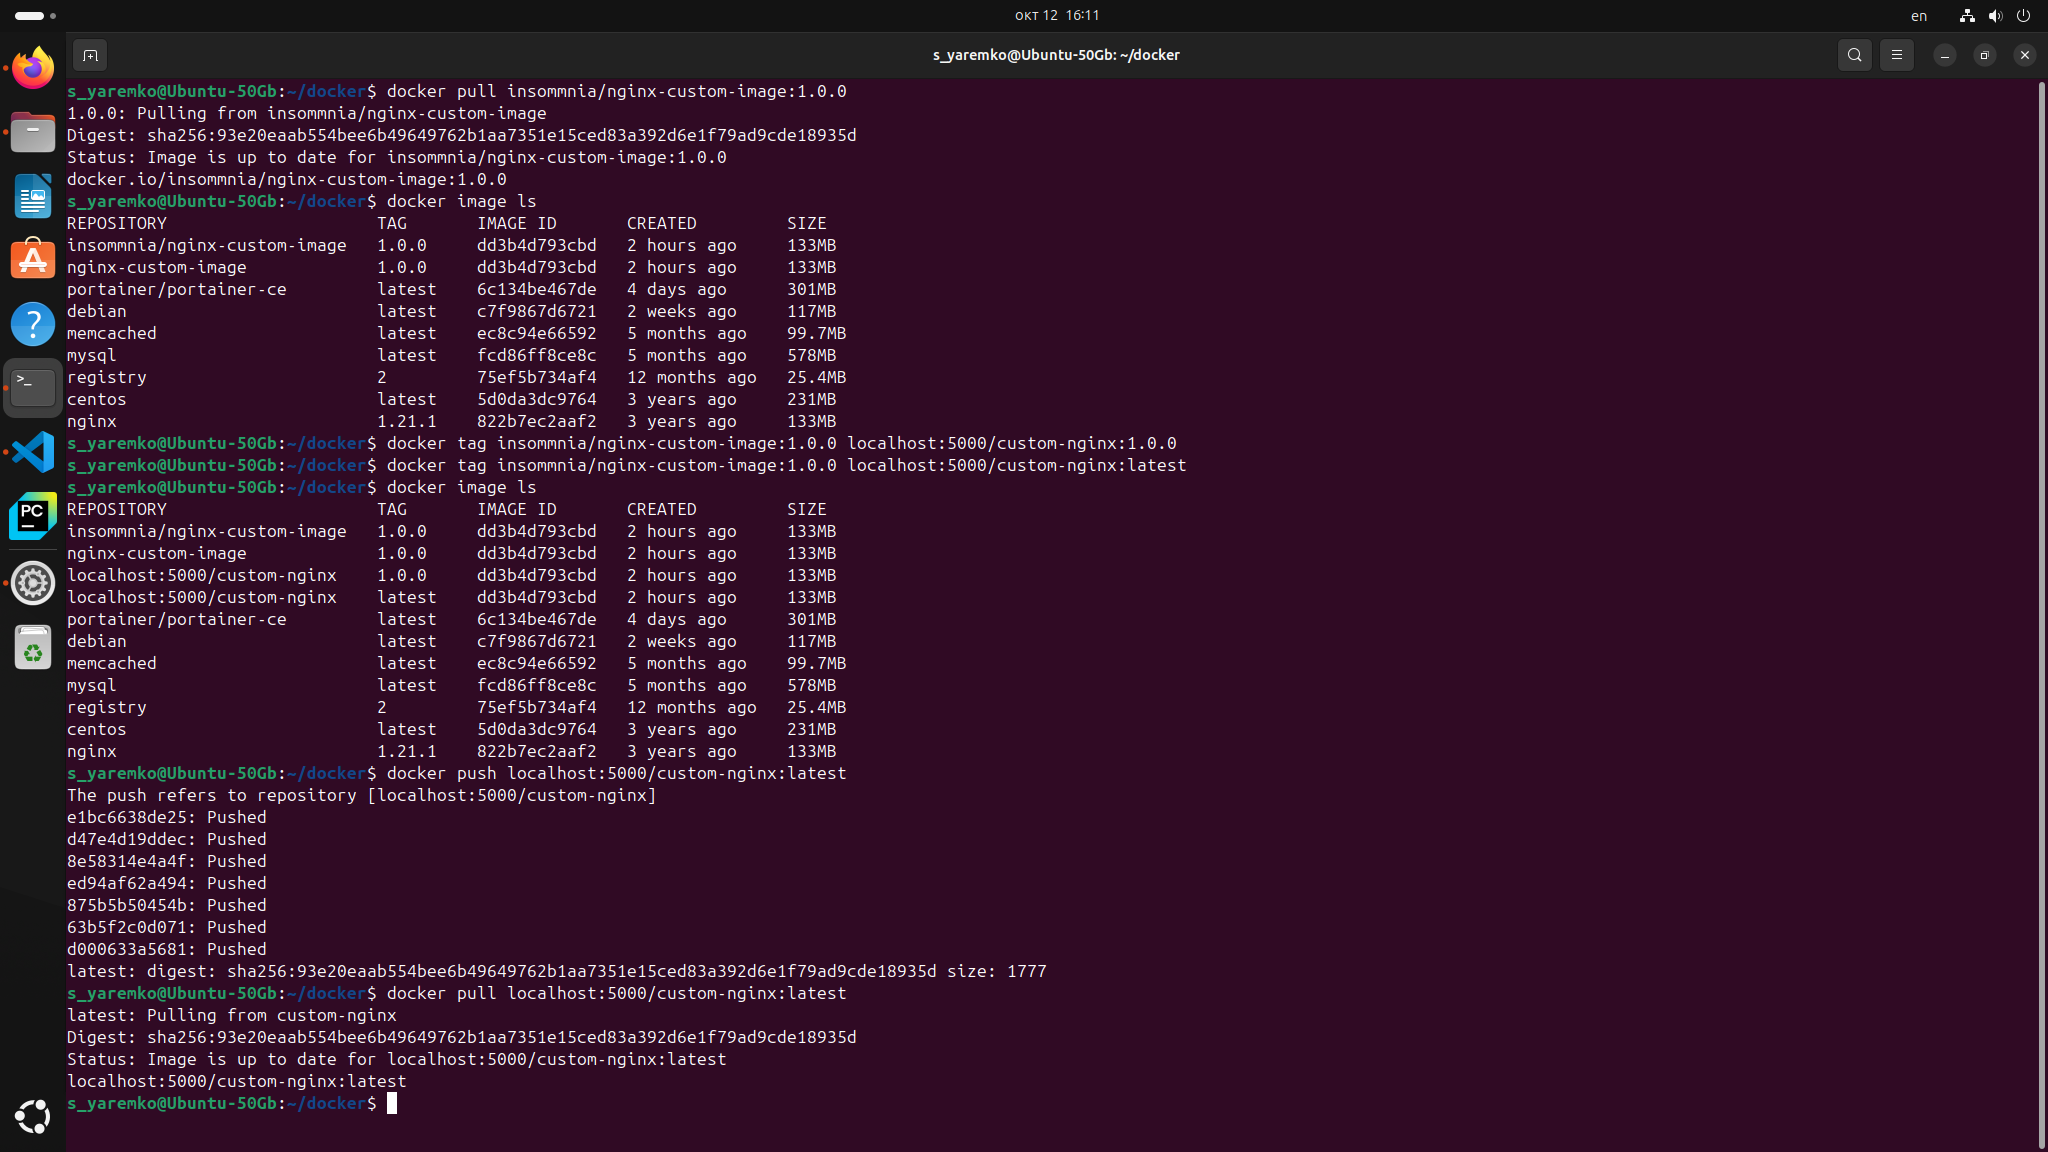 окт 12 16:11
en
s_yaremko@Ubuntu-50Gb: ~/docker
s_yaremko@Ubuntu-50Gb:~/docker$ docker pull insommnia/nginx-custom-image:1.0.0
1.0.0: Pulling from insommnia/nginx-custom-image
Digest: sha256:93e20eaab554bee6b49649762b1aa7351e15ced83a392d6e1f79ad9cde18935d
Status: Image is up to date for insommnia/nginx-custom-image:1.0.0
docker.io/insommnia/nginx-custom-image:1.0.0
s_yaremko@Ubuntu-50Gb:~/docker$ docker image ls
REPOSITORY TAG IMAGE ID CREATED SIZE
insommnia/nginx-custom-image 1.0.0 dd3b4d793cbd 2 hours ago 133MB
nginx-custom-image 1.0.0 dd3b4d793cbd 2 hours ago 133MB
portainer/portainer-ce latest 6c134be467de 4 days ago 301MB
debian latest c7f9867d6721 2 weeks ago 117MB
memcached latest ec8c94e66592 5 months ago 99.7MB
mysql latest fcd86ff8ce8c 5 months ago 578MB
registry 2 75ef5b734af4 12 months ago 25.4MB
centos latest 5d0da3dc9764 3 years ago 231MB
nginx 1.21.1 822b7ec2aaf2 3 years ago 133MB
s_yaremko@Ubuntu-50Gb:~/docker$ docker tag insommnia/nginx-custom-image:1.0.0 localhost:5000/custom-nginx:1.0.0
s_yaremko@Ubuntu-50Gb:~/docker$ docker tag insommnia/nginx-custom-image:1.0.0 localhost:5000/custom-nginx:latest
s_yaremko@Ubuntu-50Gb:~/docker$ docker image ls
REPOSITORY TAG IMAGE ID CREATED SIZE
insommnia/nginx-custom-image 1.0.0 dd3b4d793cbd 2 hours ago 133MB
nginx-custom-image 1.0.0 dd3b4d793cbd 2 hours ago 133MB
localhost:5000/custom-nginx 1.0.0 dd3b4d793cbd 2 hours ago 133MB
localhost:5000/custom-nginx latest dd3b4d793cbd 2 hours ago 133MB
portainer/portainer-ce latest 6c134be467de 4 days ago 301MB
debian latest c7f9867d6721 2 weeks ago 117MB
memcached latest ec8c94e66592 5 months ago 99.7MB
mysql latest fcd86ff8ce8c 5 months ago 578MB
registry 2 75ef5b734af4 12 months ago 25.4MB
centos latest 5d0da3dc9764 3 years ago 231MB
nginx 1.21.1 822b7ec2aaf2 3 years ago 133MB
s_yaremko@Ubuntu-50Gb:~/docker$ docker push localhost:5000/custom-nginx:latest
The push refers to repository [localhost:5000/custom-nginx]
e1bc6638de25: Pushed
d47e4d19ddec: Pushed
8e58314e4a4f: Pushed
ed94af62a494: Pushed
875b5b50454b: Pushed
63b5f2c0d071: Pushed
d000633a5681: Pushed
latest: digest: sha256:93e20eaab554bee6b49649762b1aa7351e15ced83a392d6e1f79ad9cde18935d size: 1777
s_yaremko@Ubuntu-50Gb:~/docker$ docker pull localhost:5000/custom-nginx:latest
latest: Pulling from custom-nginx
Digest: sha256:93e20eaab554bee6b49649762b1aa7351e15ced83a392d6e1f79ad9cde18935d
Status: Image is up to date for localhost:5000/custom-nginx:latest
localhost:5000/custom-nginx:latest
s_yaremko@Ubuntu-50Gb:~/docker$
PC